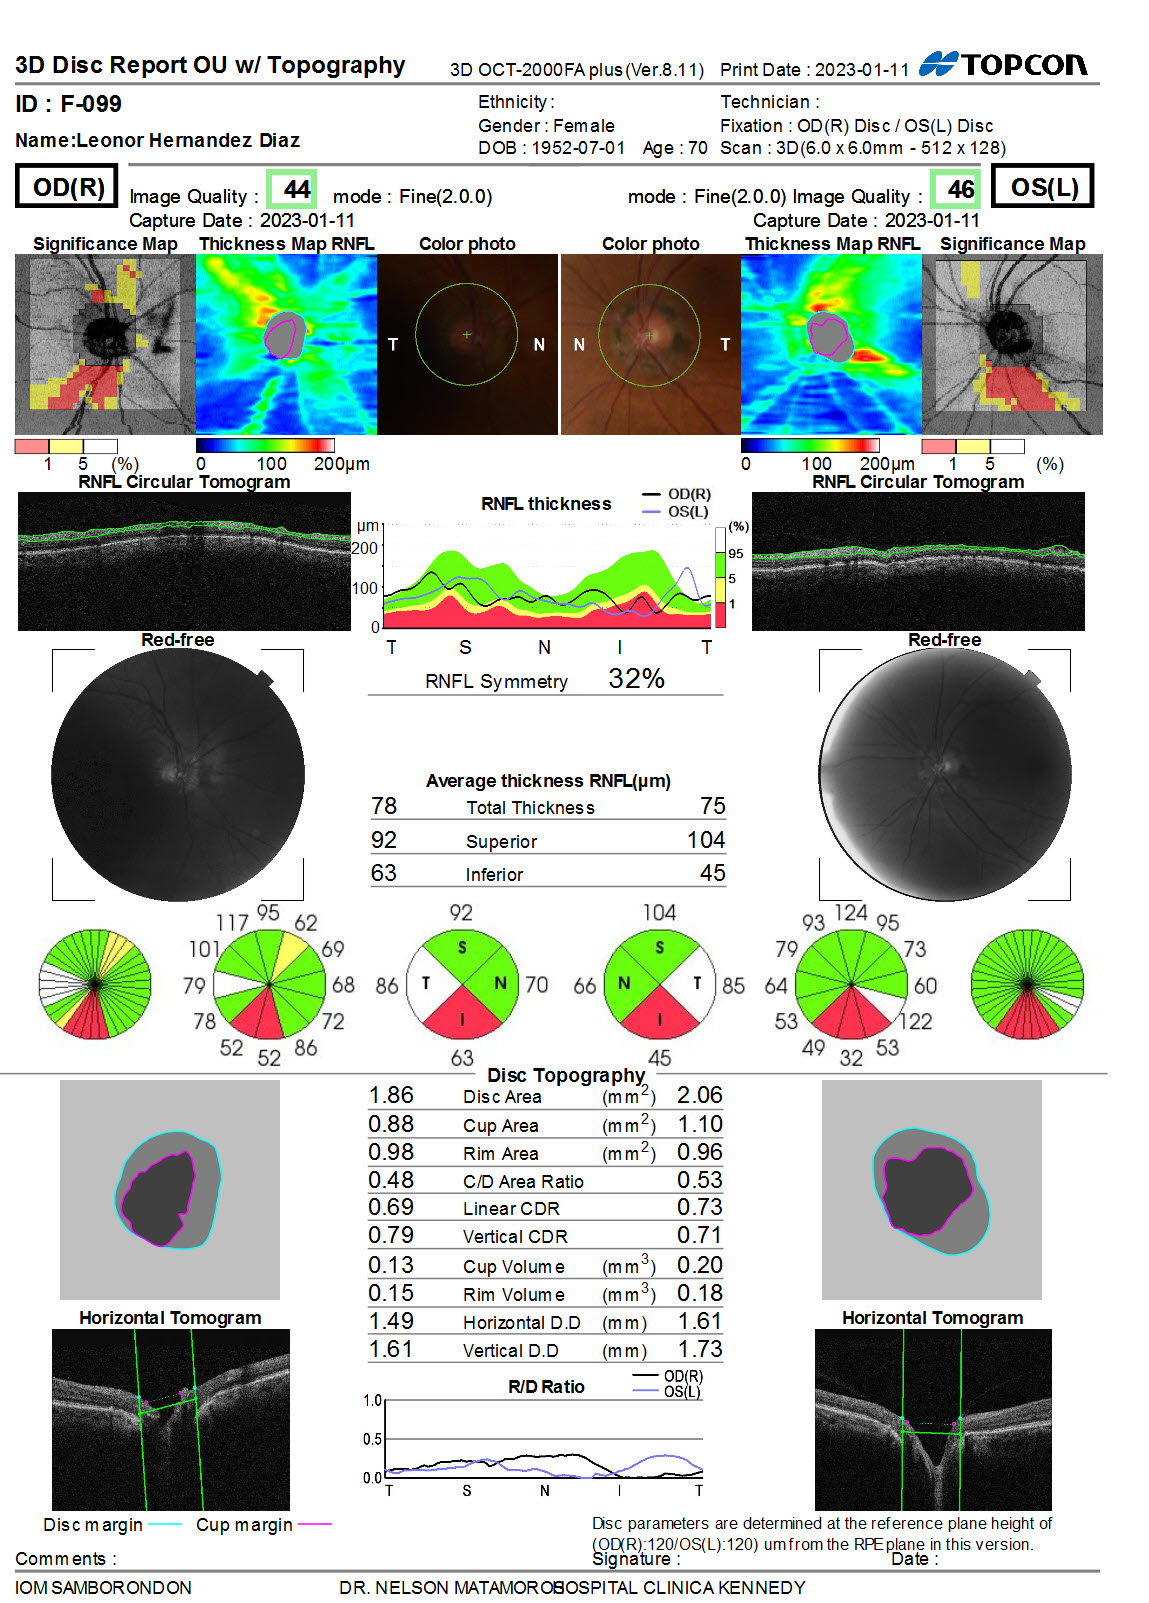 3D Disc Report OU w/ Topography 3D OCT-2000FA plus(Ver.8.11) Print Date : 2023-01-11 TOPCON
ID : F-099 Ethnicity : Technician :
Gender : Female Fixation : OD(R) Disc / OS(L) Disc
Name:Leonor Hernandez Diaz DOB : 1952-07-01 Age : 70 Scan : 3D(6.0 x 6.0mm - 512 x 128)
OD(R) Image Quality : 44 mode : Fine(2.0.0) mode : Fine(2.0.0) Image Quality : 46 OS(L)
Capture Date : 2023-01-11 Capture Date : 2023-01-11
Significance Map Thickness Map RNFL Color photo Color photo Thickness Map RNFL Significance Map
T N N T
1 5 (%) 0 100 200µm 0 100 200µm 1 5 (%)
RNFL Circular Tomogram RNFL thickness OD(R) OS(L) RNFL Circular Tomogram
µm (%)
200 95
100 5
1
0
T S N I T
Red-free Red-free
RNFL Symmetry 32%
Average thickness RNFL(µm)
78 Total Thickness 75
92 Superior 104
63 Inferior 45
117 95 62 92 104 93 124 95
101 69 S S 79 73
79 68 86 T N 70 66 N T 85 64 60
78 72 I I 53 122
52 52 86 63 45 49 32 53
Disc Topography
1.86 Disc Area (mm2) 2.06
0.88 Cup Area (mm2) 1.10
0.98 Rim Area (mm2) 0.96
0.48 C/D Area Ratio 0.53
0.69 Linear CDR 0.73
0.79 Vertical CDR 0.71
0.13 Cup Volume (mm3) 0.20
0.15 Rim Volume (mm3) 0.18
1.49 Horizontal D.D (mm) 1.61
1.61 Vertical D.D (mm) 1.73
Horizontal Tomogram Horizontal Tomogram
R/D Ratio OD(R) OS(L)
1.0
0.5
0.0
T S N I T
Disc margin Cup margin
Disc parameters are determined at the reference plane height of
(OD(R):120/OS(L):120) um from the RPE plane in this version.
Comments : Signature : Date :
IOM SAMBORONDON DR. NELSON MATAMOROS HOSPITAL CLINICA KENNEDY